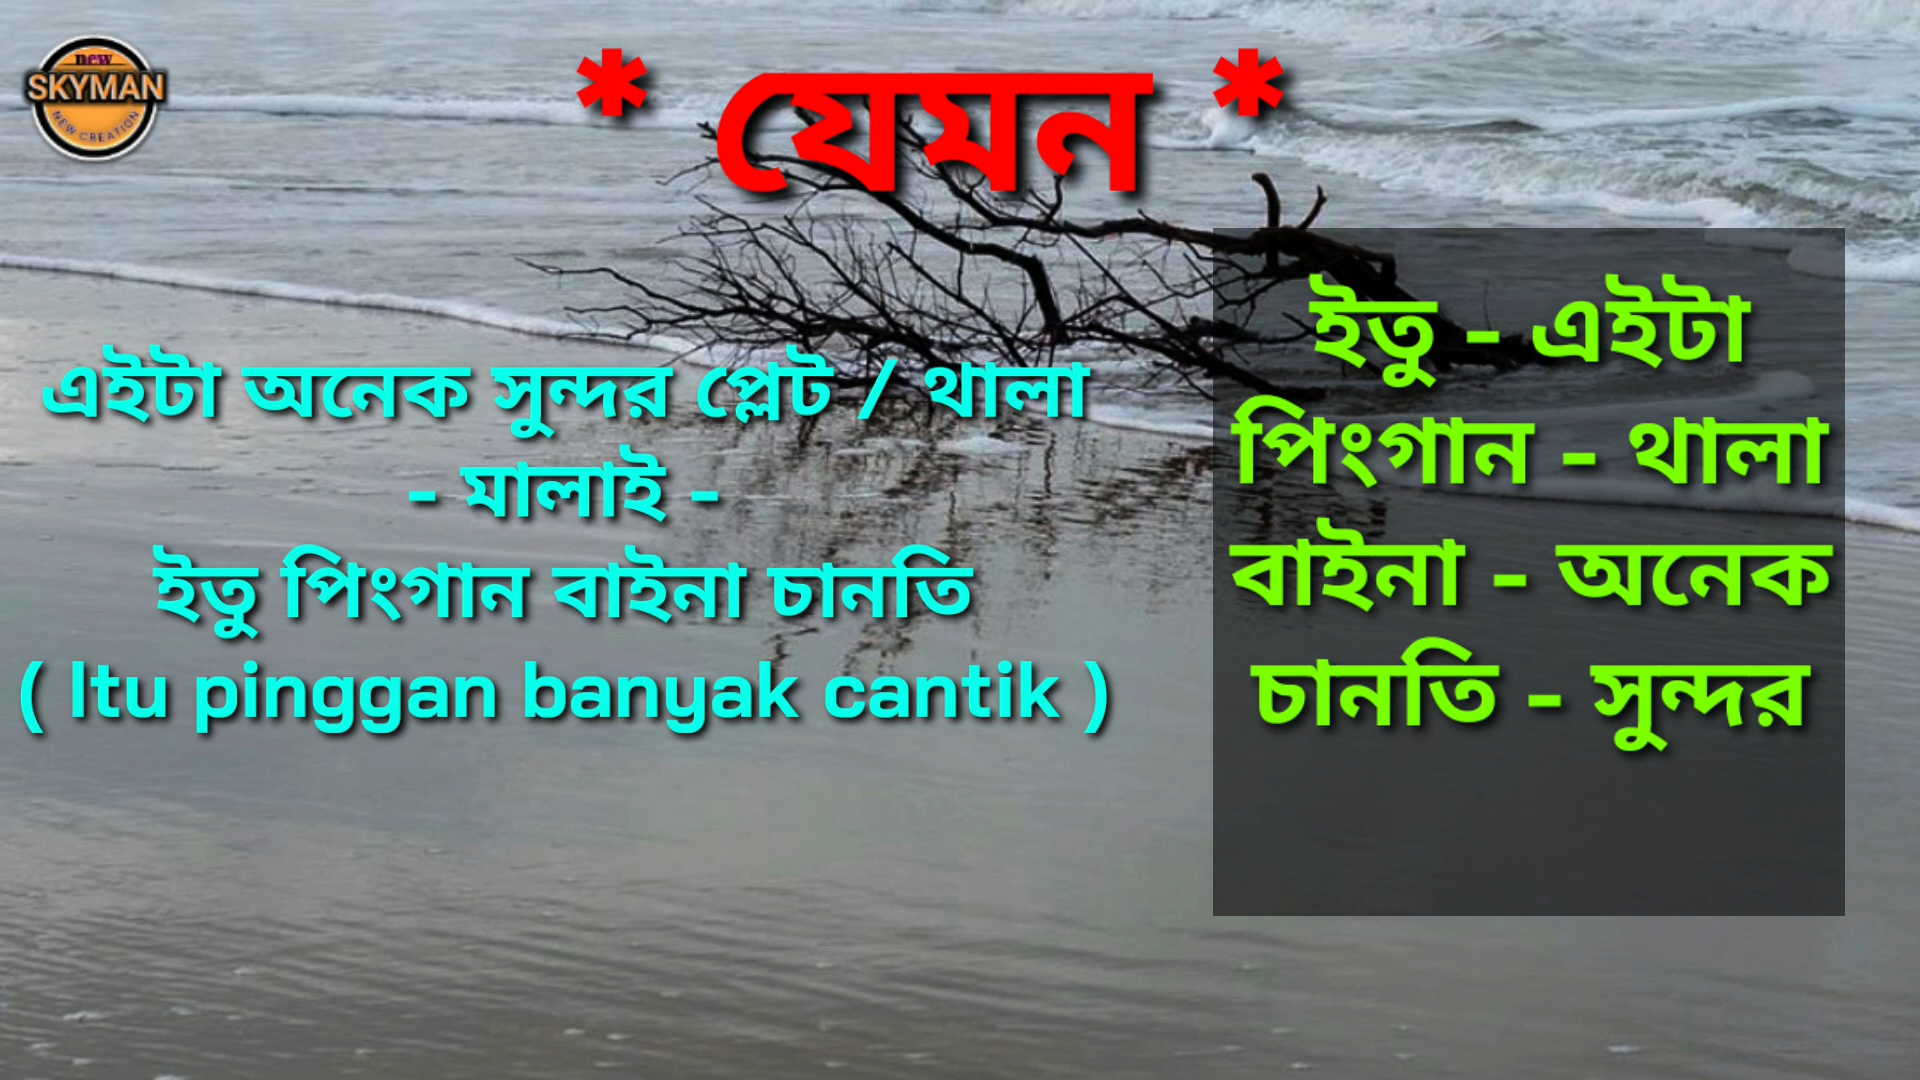 new
SKYMAN
NEW CREATION
* যেমন *
এইটা অনেক সুন্দর প্লেট / থালা
- মালাই -
ইতু পিংগান বাইনা চানতি
( Itu pinggan banyak cantik )
ইতু - এইটা
পিংগান - থালা
বাইনা - অনেক
চানতি - সুন্দর